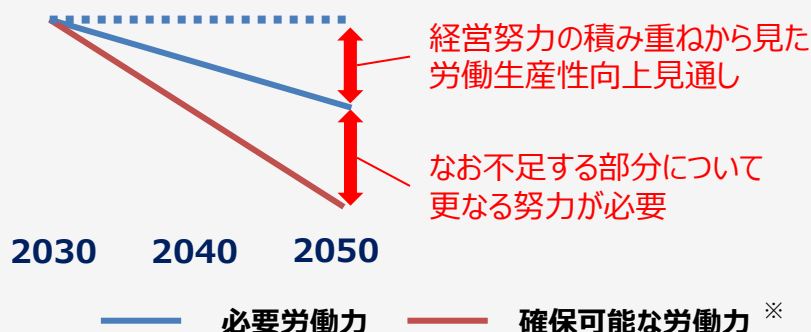 経営努力の積み重ねから見た
労働生産性向上見通し
なお不足する部分について
更なる努力が必要
2030 2040 2050
必要労働力 確保可能な労働力 ※